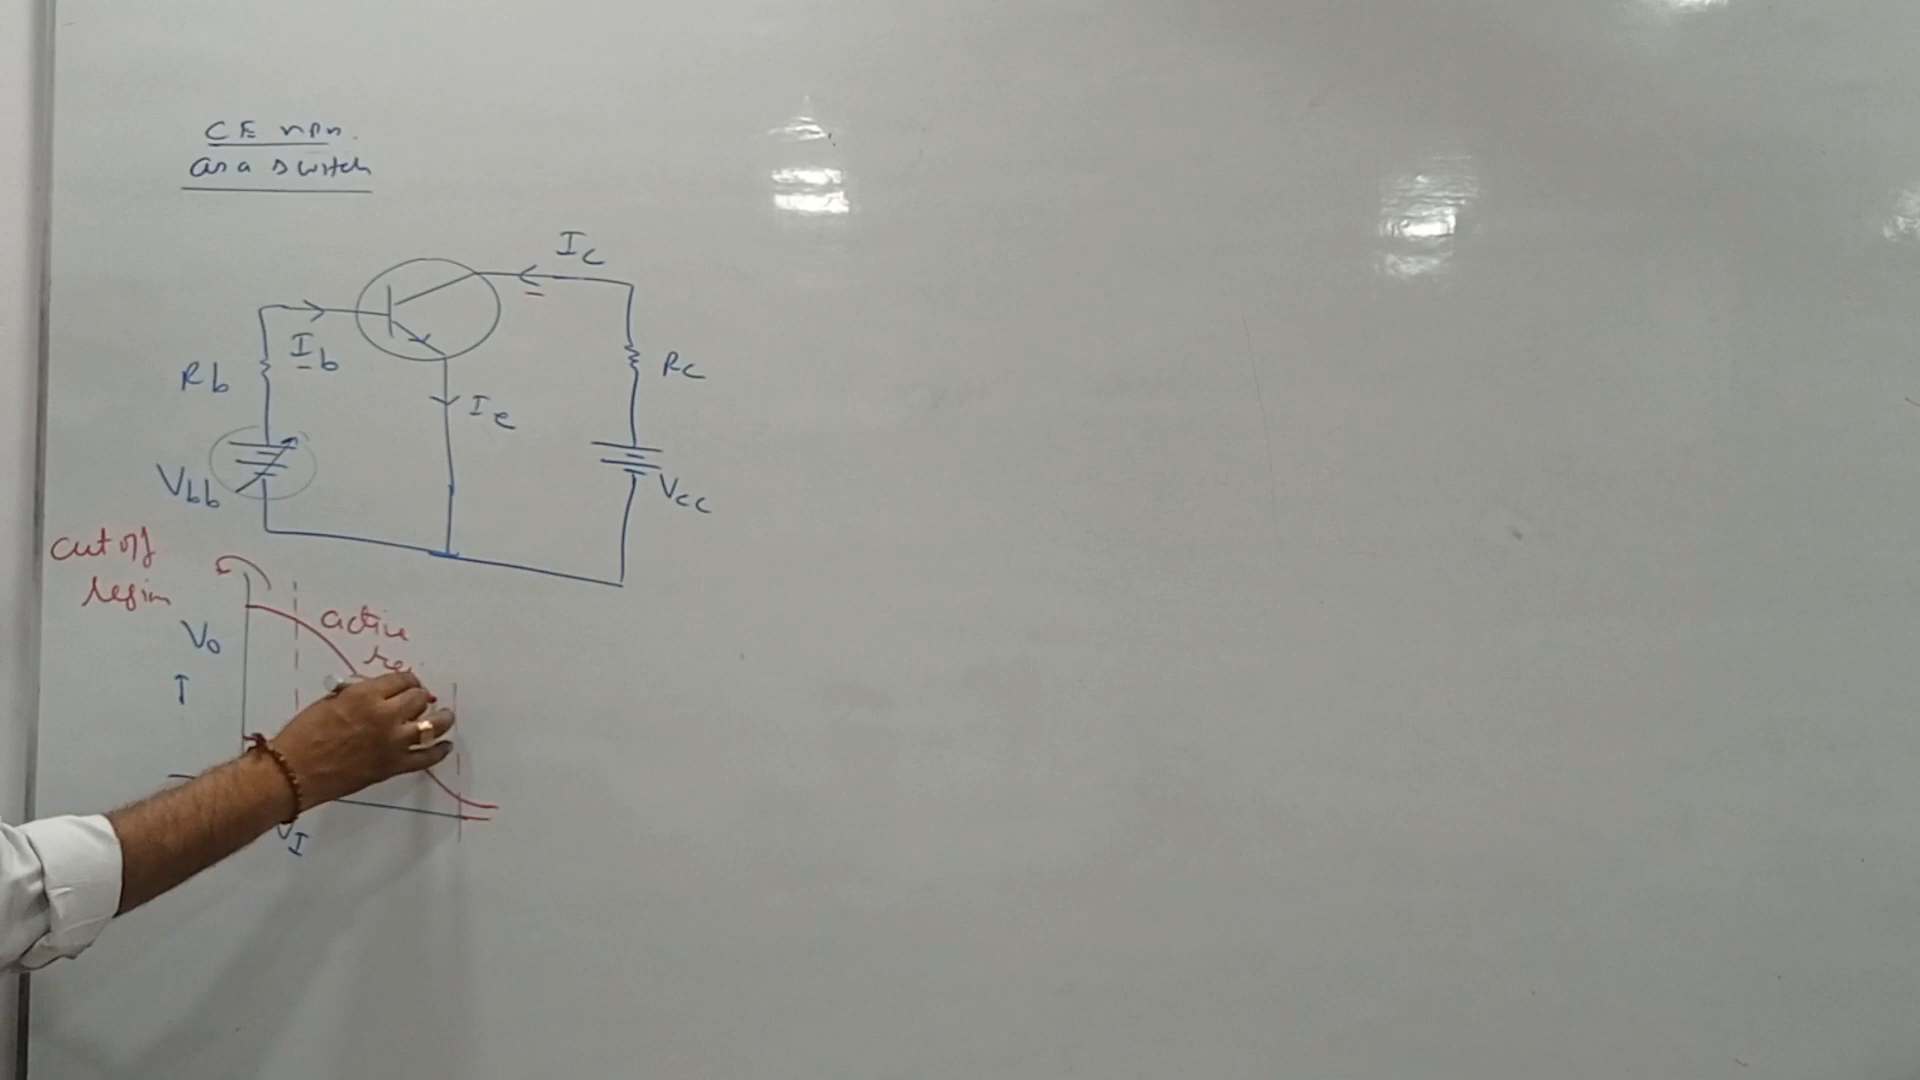 CE npn.
as a switch
Ic
Ib
Rb
Rc
Ie
Vbb
Vcc
cut off
region
active
Vo
VI